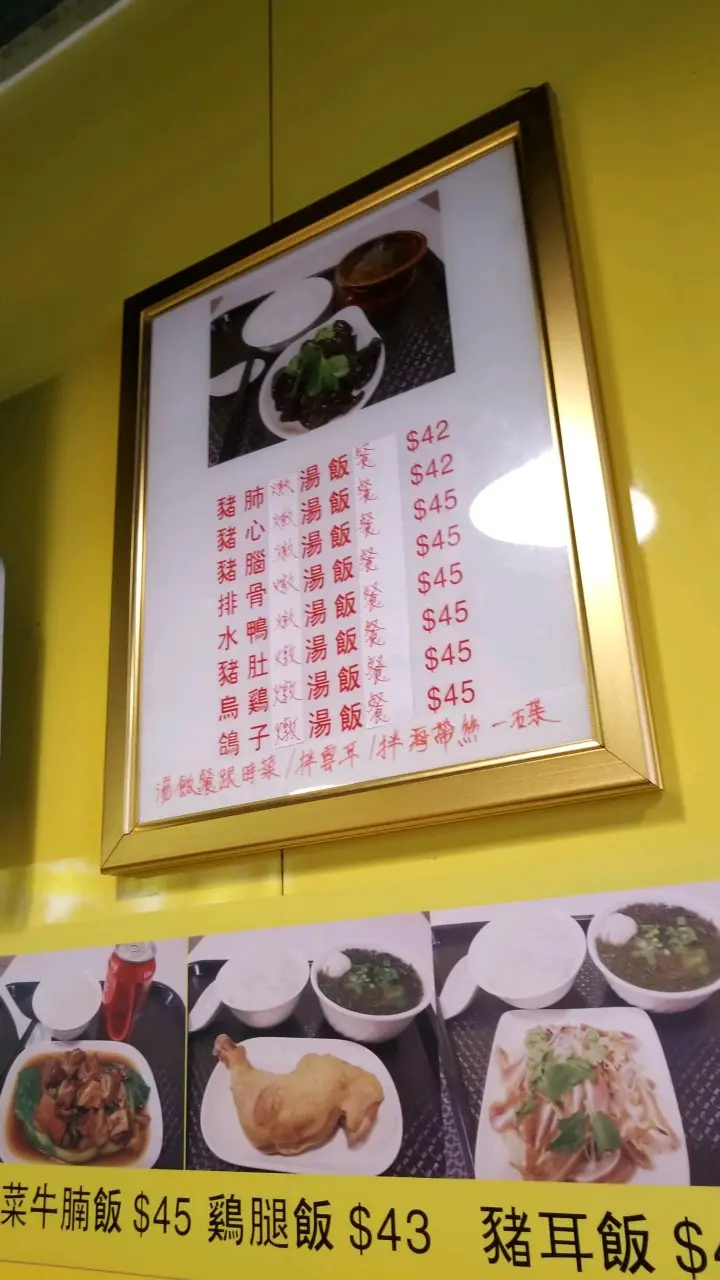 豬肺燉湯飯餐 $42
豬心燉湯飯餐 $42
豬腦燉湯飯餐 $45
排骨燉湯飯餐 $45
水鴨燉湯飯餐 $45
豬肚燉湯飯餐 $45
烏鷄燉湯飯餐 $45
鴿子燉湯飯餐 $45
湯飯餐跟時菜/拌雲耳/拌海帶絲一石菜
菜牛腩飯 $45
鷄腿飯 $43
豬耳飯 $4